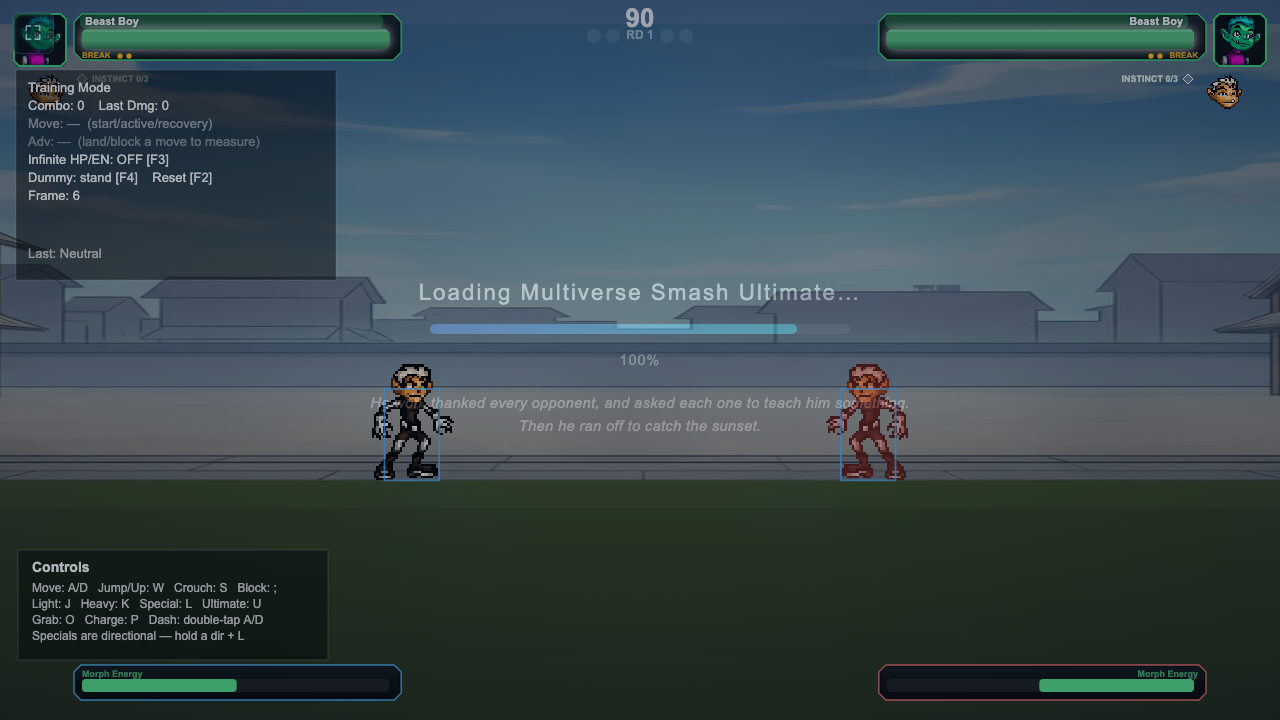 Beast Boy
BREAK
90
RD 1
Beast Boy
BREAK
INSTINCT 0/3
INSTINCT 0/3
Training Mode
Combo: 0 Last Dmg: 0
Move: — (start/active/recovery)
Adv: — (land/block a move to measure)
Infinite HP/EN: OFF [F3]
Dummy: stand [F4] Reset [F2]
Frame: 6
Last: Neutral
Loading Multiverse Smash Ultimate...
100%
thanked every opponent, and asked each one to teach him something.
Then he ran off to catch the sunset.
Controls
Move: A/D Jump/Up: W Crouch: S Block: ;
Light: J Heavy: K Special: L Ultimate: U
Grab: O Charge: P Dash: double-tap A/D
Specials are directional — hold a dir + L
Morph Energy
Morph Energy